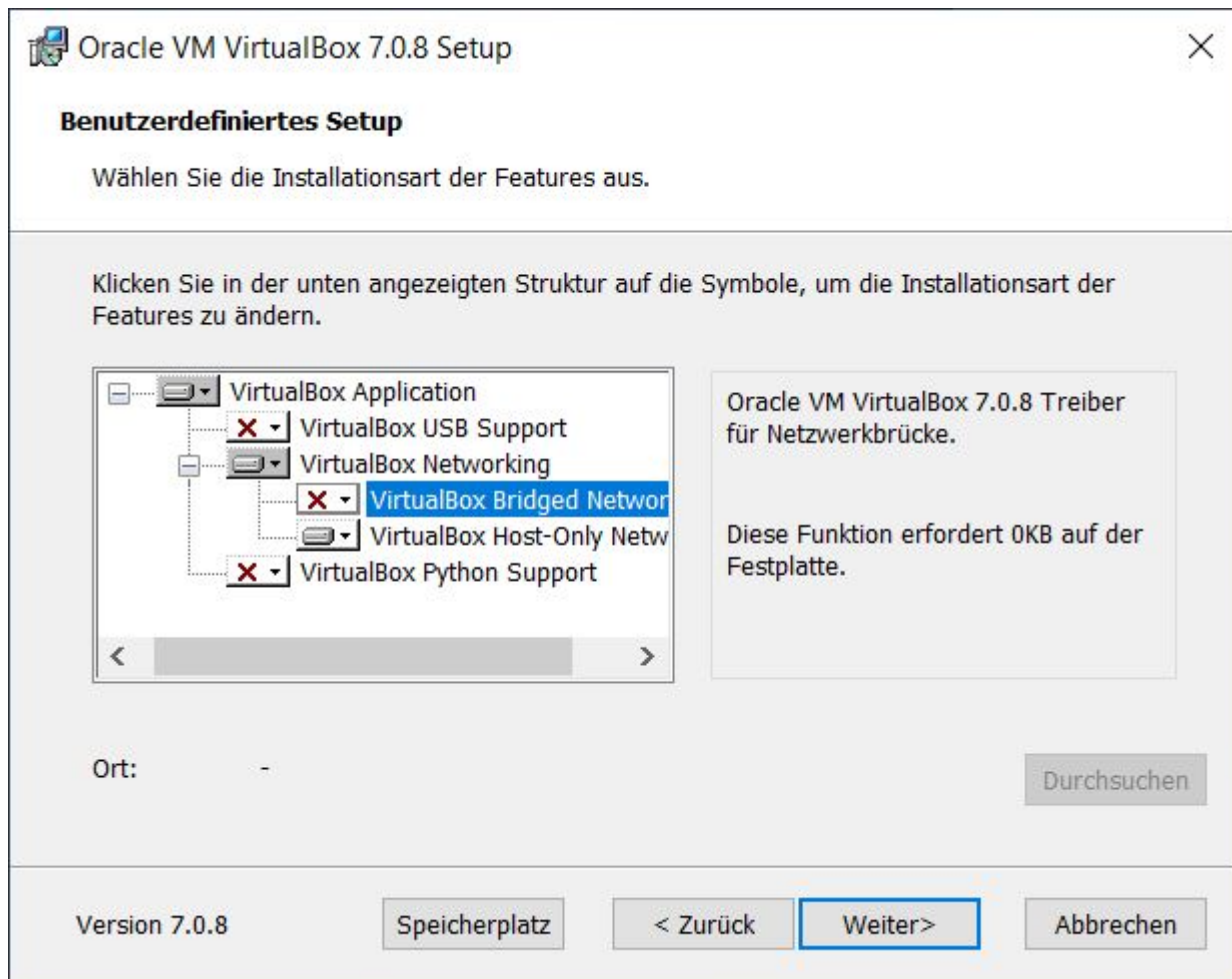 Oracle VM VirtualBox 7.0.8 Setup
Benutzerdefiniertes Setup
Wählen Sie die Installationsart der Features aus.
Klicken Sie in der unten angezeigten Struktur auf die Symbole, um die Installationsart der
Features zu ändern.
VirtualBox Application
VirtualBox USB Support
VirtualBox Networking
VirtualBox Bridged Networ
VirtualBox Host-Only Netw
VirtualBox Python Support
Oracle VM VirtualBox 7.0.8 Treiber
für Netzwerkbrücke.
Diese Funktion erfordert 0KB auf der
Festplatte.
Ort: -
Durchsuchen
Version 7.0.8 Speicherplatz < Zurück Weiter> Abbrechen